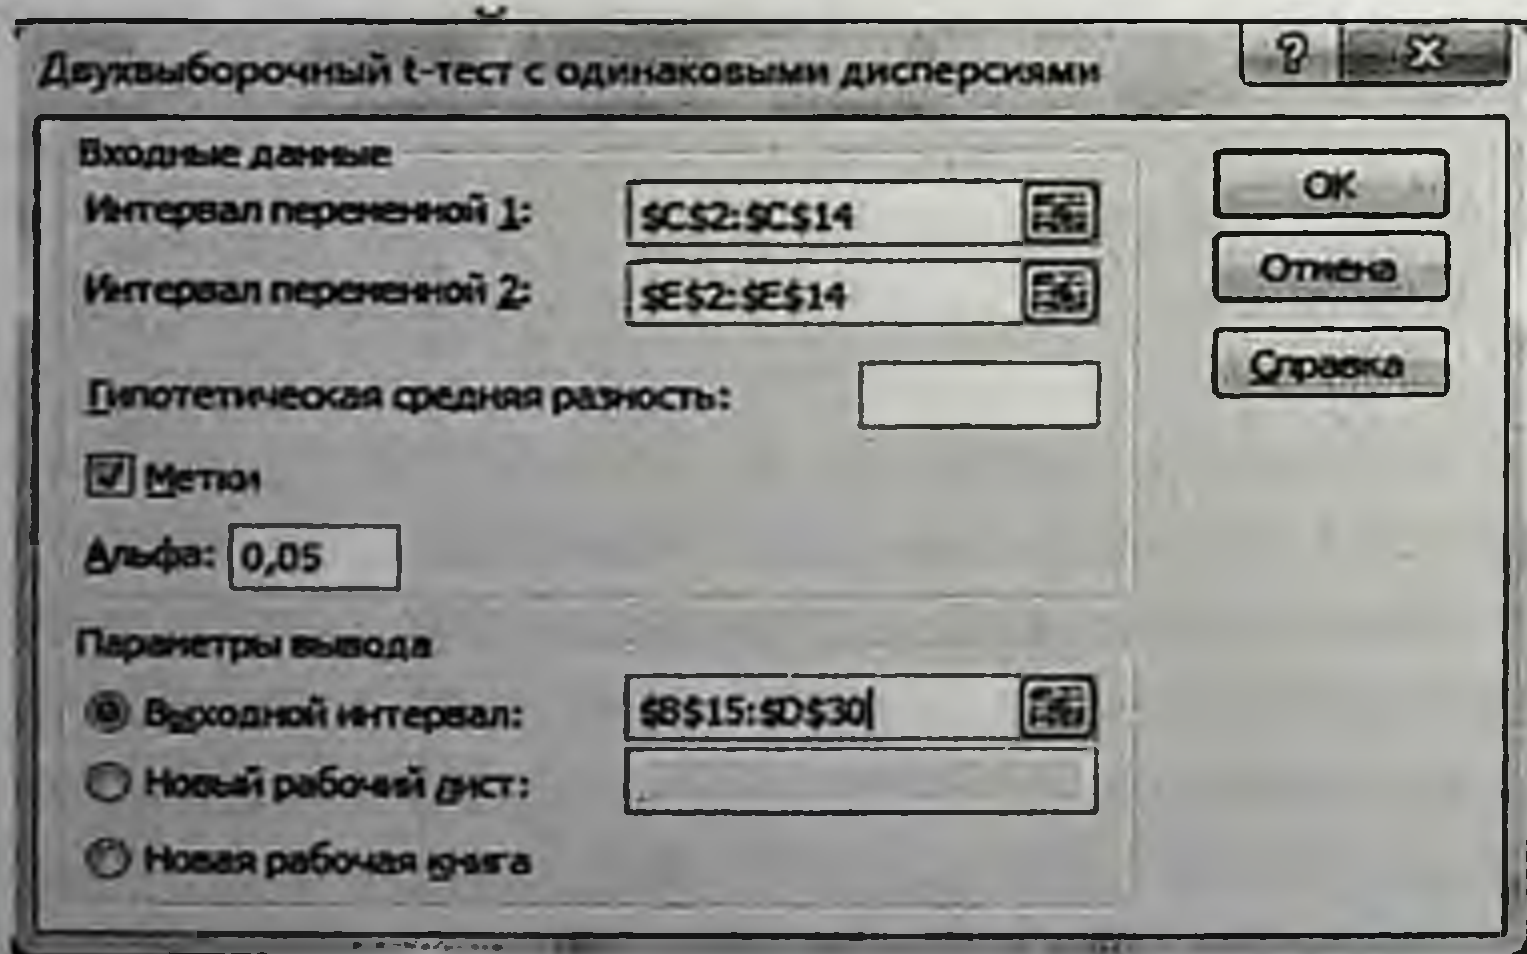 Двухвыборочный t-тест с одинаковыми дисперсиями
Входные данные
Интервал переменной 1: $C$2:$C$14
Интервал переменной 2: $E$2:$E$14
Гипотетическая средняя разность:
Метки
Альфа: 0,05
Параметры вывода
Выходной интервал: $B$15:$D$30
Новый рабочий лист:
Новая рабочая книга
ОК
Отмена
Справка